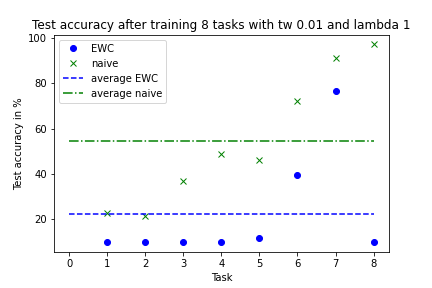 Test accuracy after training 8 tasks with tw 0.01 and lambda 1
EWC
naive
average EWC
average naive
Test accuracy in %
100
80
60
40
20
0 1 2 3 4 5 6 7 8
Task